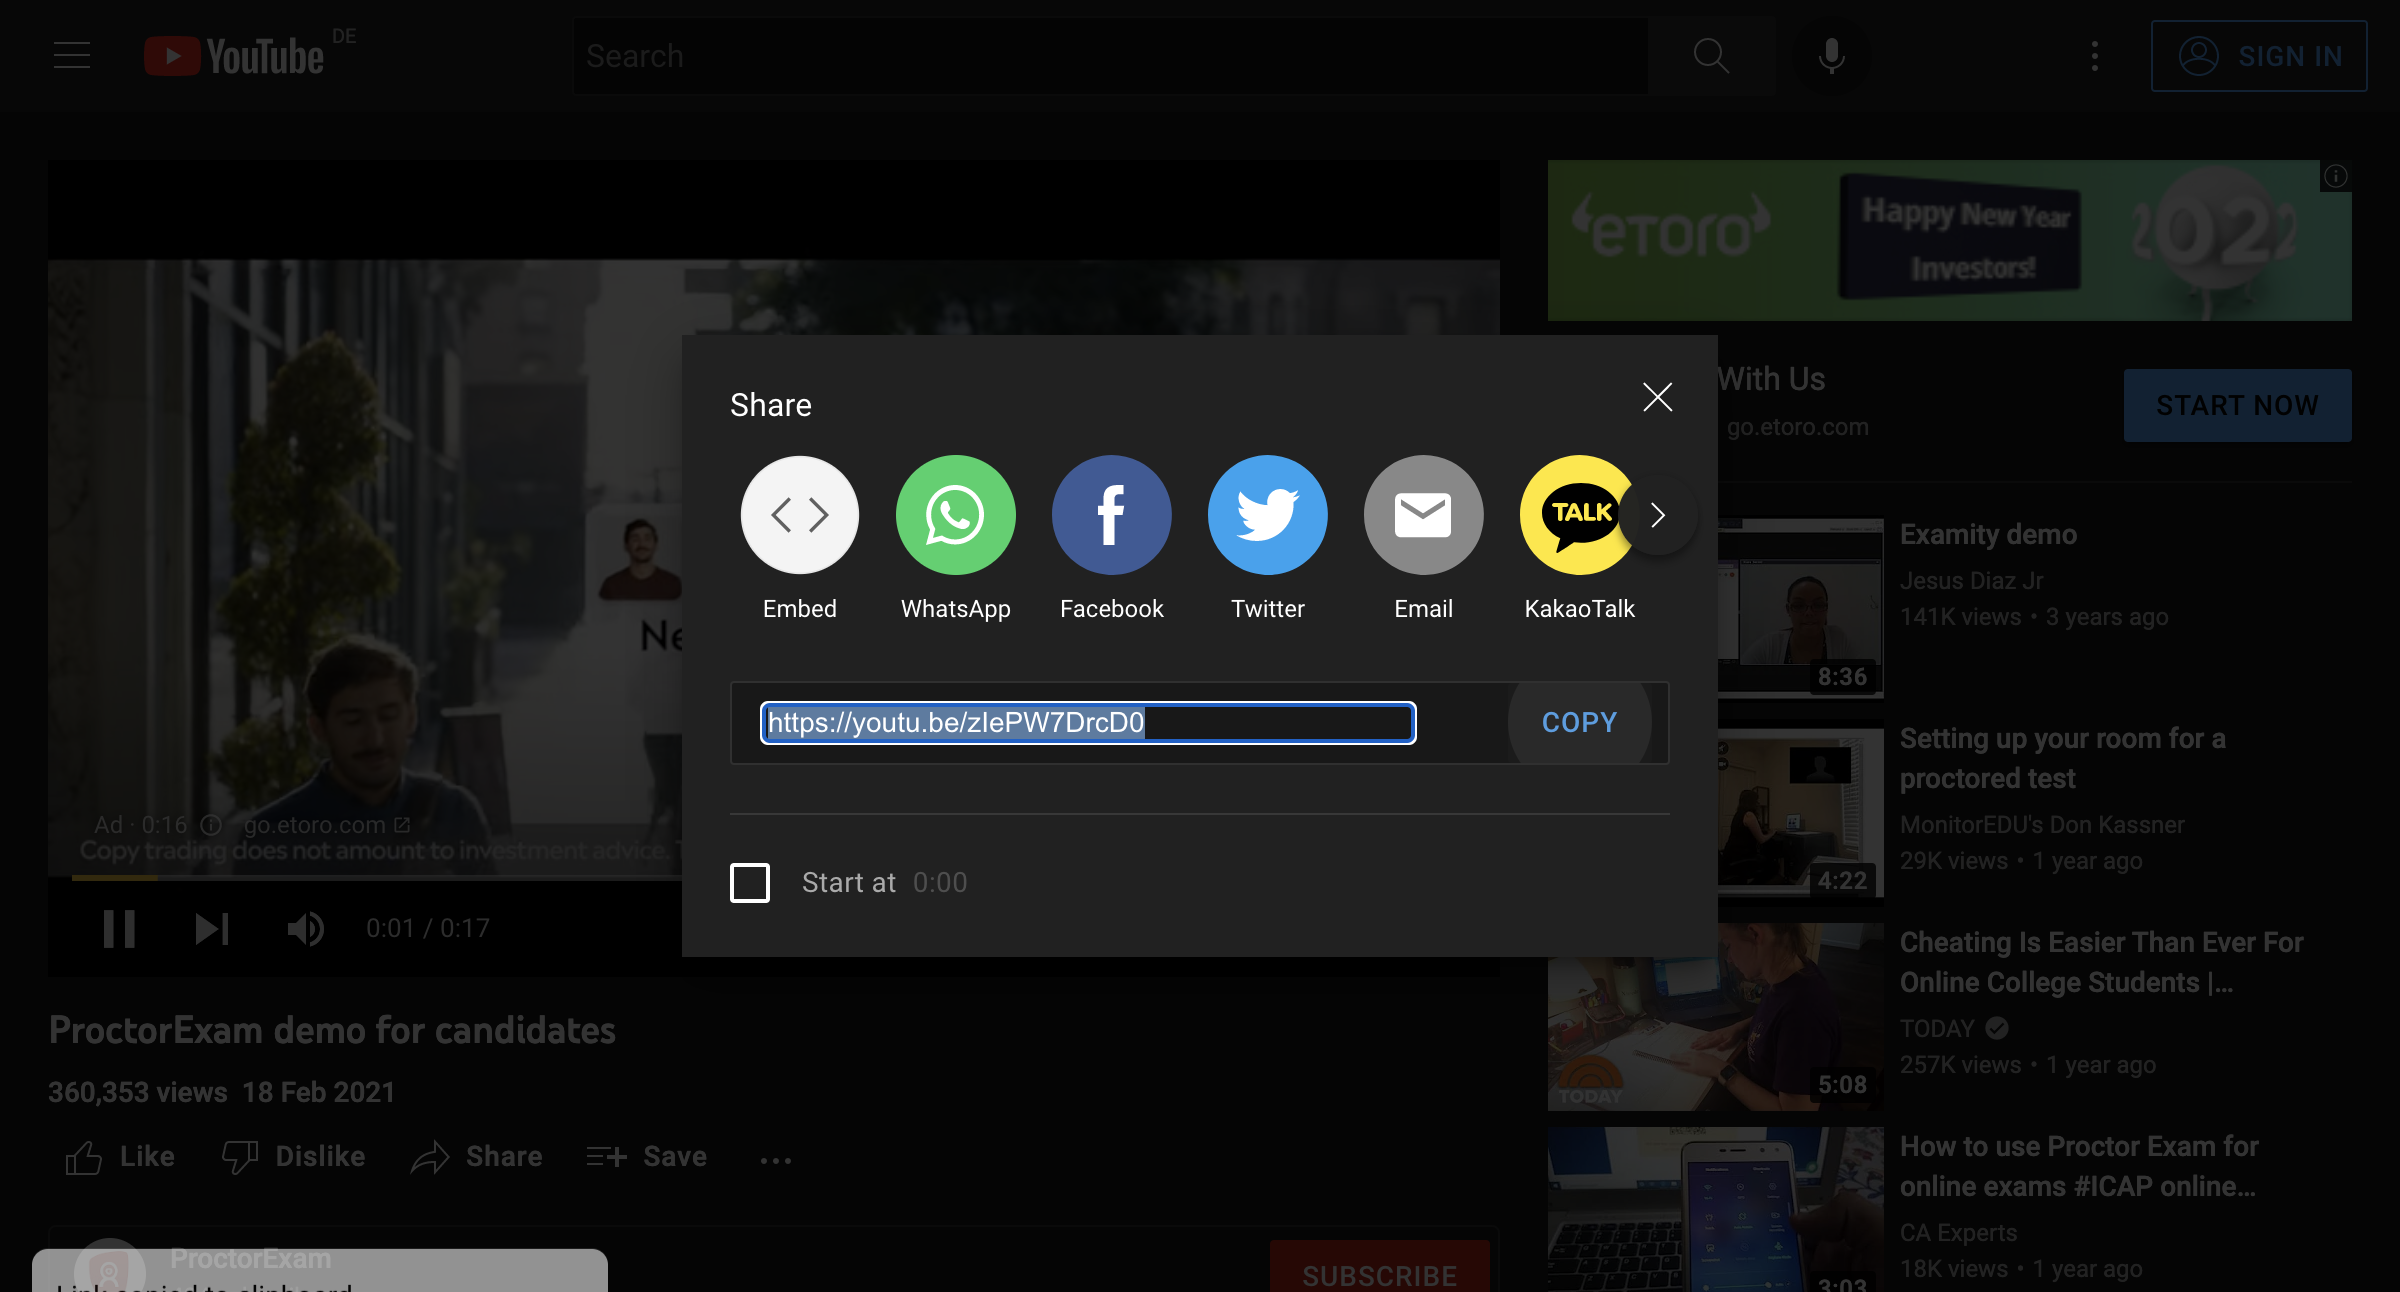 YouTube DE
Search
SIGN IN
eTORO
Happy New Year
Investors!
2022
With Us
go.etoro.com
START NOW
Share
Embed
WhatsApp
Facebook
Twitter
TALK
Email
KakaoTalk
https://youtu.be/zIePW7DrcD0
COPY
Start at 0:00
Ne
Ad · 0:16
go.etoro.com
Copy trading does not amount to investment advice.
0:01 / 0:17
ProctorExam demo for candidates
360,353 views 18 Feb 2021
Like
Dislike
Share
Save
ProctorExam
Link copied to clipboard
SUBSCRIBE
Examity demo
Jesus Diaz Jr
141K views • 3 years ago
8:36
Setting up your room for a
proctored test
MonitorEDU's Don Kassner
29K views • 1 year ago
4:22
Cheating Is Easier Than Ever For
Online College Students |...
TODAY
257K views • 1 year ago
5:08
TODAY
How to use Proctor Exam for
online exams #ICAP online...
CA Experts
18K views • 1 year ago
3:03